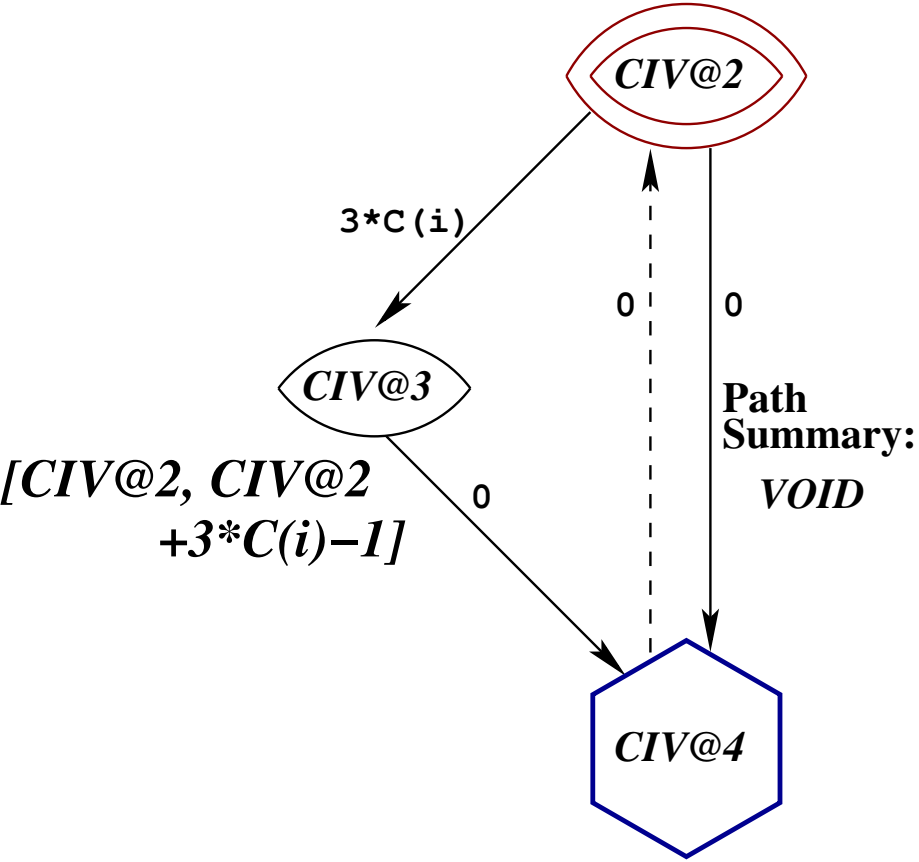 CIV@2
3*C(i)
0
0
CIV@3
Path
Summary:
VOID
[CIV@2, CIV@2
+3*C(i)−1]
0
CIV@4